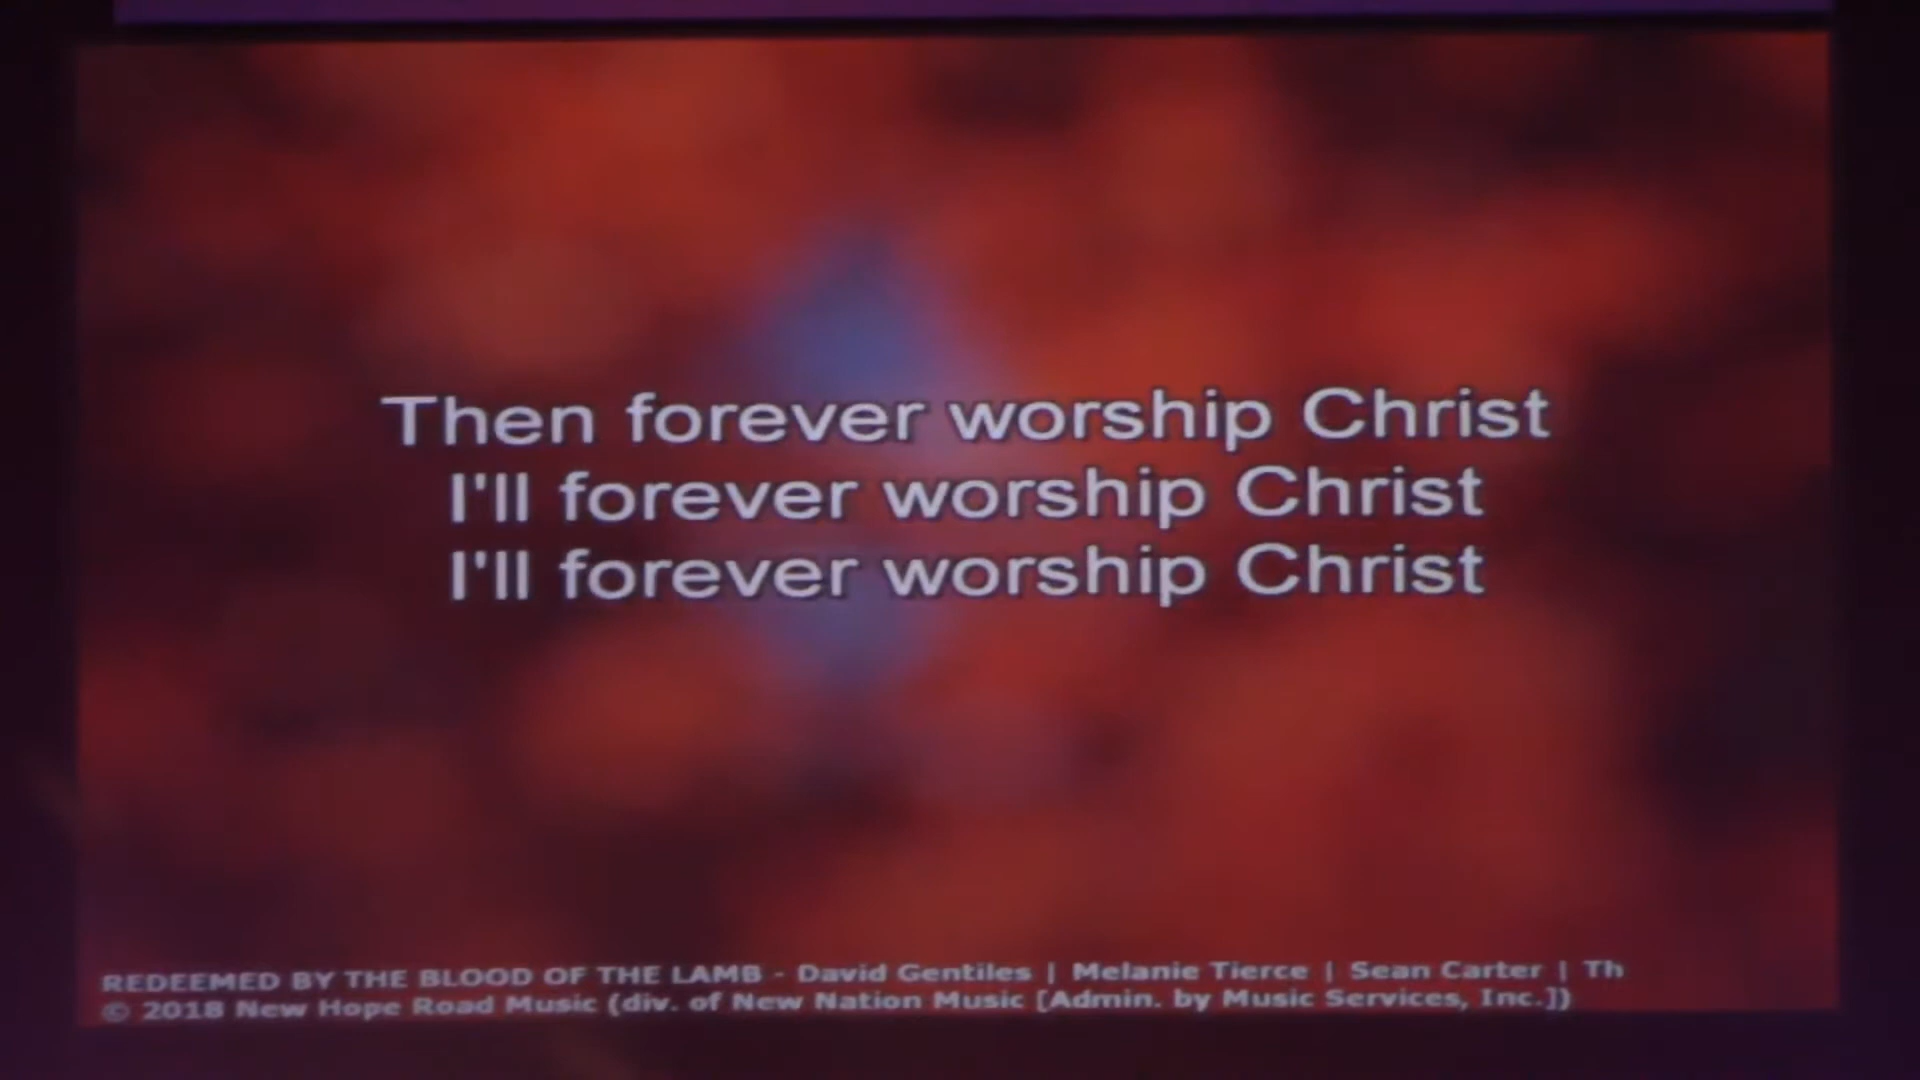 Then forever worship Christ
I'll forever worship Christ
I'll forever worship Christ
REDEEMED BY THE BLOOD OF THE LAMB - David Gentiles | Melanie Tierce | Sean Carter | Th
© 2018 New Hope Road Music (div. of New Nation Music [Admin. by Music Services, Inc.])